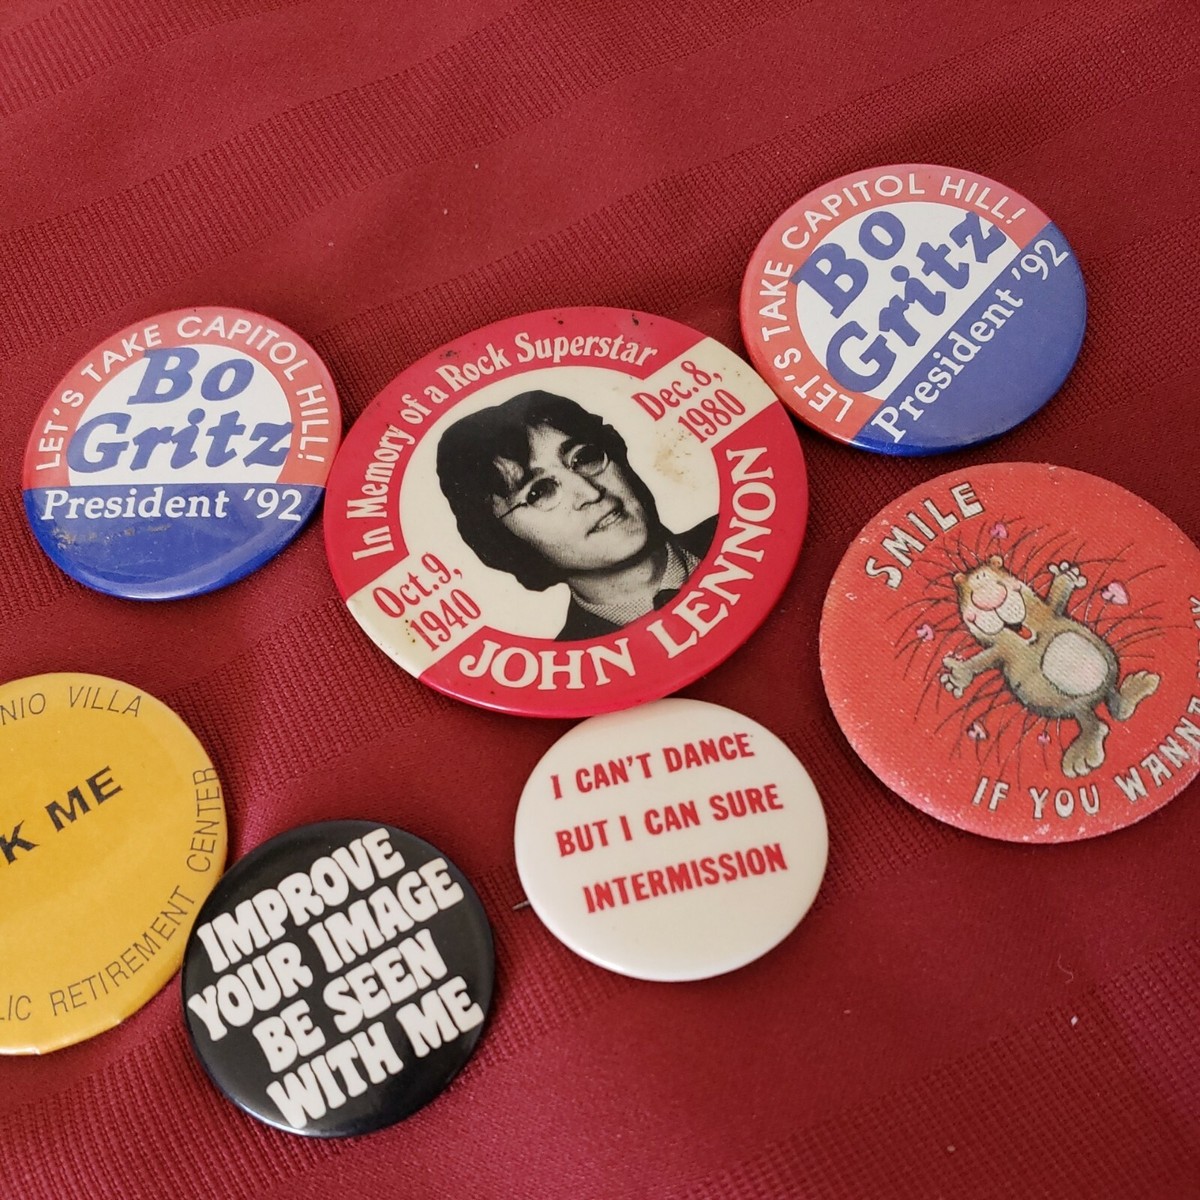 LET'S TAKE CAPITOL HILL!
Bo
Gritz
President '92
In Memory of a Rock Superstar
Dec. 8,
1980
Oct. 9,
1940
JOHN LENNON
LET'S TAKE CAPITOL HILL!
Bo
Gritz
President '92
SMILE
IF YOU WANNA
NIO VILLA
K ME
LIC RETIREMENT CENTER
IMPROVE
YOUR IMAGE
BE SEEN
WITH ME
I CAN'T DANCE
BUT I CAN SURE
INTERMISSION